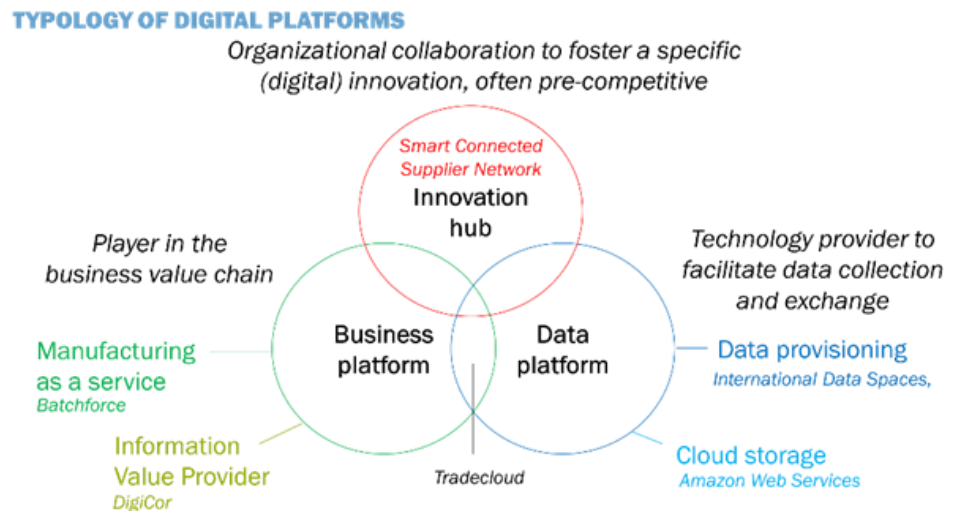 TYPOLOGY OF DIGITAL PLATFORMS
Organizational collaboration to foster a specific
(digital) innovation, often pre-competitive
Smart Connected
Supplier Network
Innovation
hub
Player in the
business value chain
Technology provider to
facilitate data collection
and exchange
Business
platform
Data
platform
Manufacturing
as a service
Batchforce
Data provisioning
International Data Spaces,
Information
Value Provider
DigiCor
Tradecloud
Cloud storage
Amazon Web Services